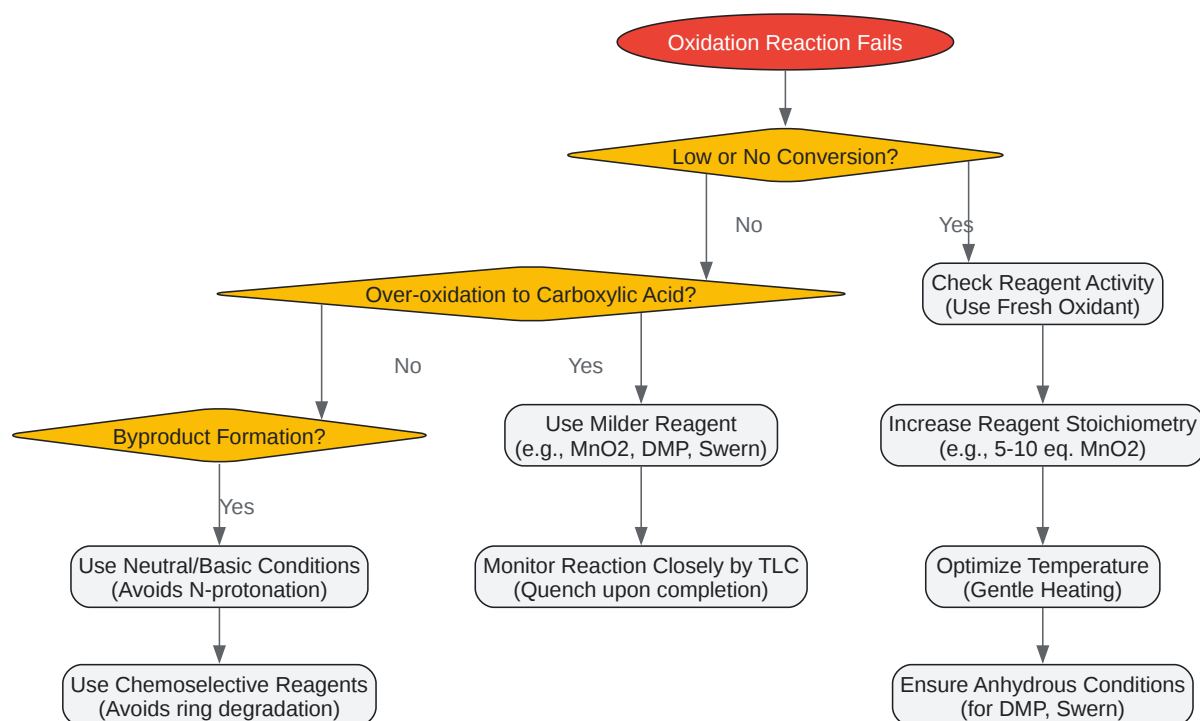 Oxidation Reaction Fails
Low or No Conversion?
No
Yes
Over-oxidation to Carboxylic Acid?
Check Reagent Activity
(Use Fresh Oxidant)
No
Yes
Byproduct Formation?
Use Milder Reagent
(e.g., MnO2, DMP, Swern)
Increase Reagent Stoichiometry
(e.g., 5-10 eq. MnO2)
Yes
Use Neutral/Basic Conditions
(Avoids N-protonation)
Monitor Reaction Closely by TLC
(Quench upon completion)
Optimize Temperature
(Gentle Heating)
Use Chemoselective Reagents
(Avoids ring degradation)
Ensure Anhydrous Conditions
(for DMP, Swern)